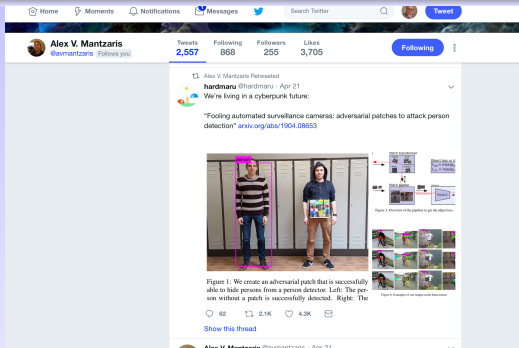 Home Moments Notifications Messages Search Twitter Tweet
Alex V. Mantzaris
@avmantzaris Follows you
Tweets Following Followers Likes
2,557 868 255 3,705
Following
Alex V. Mantzaris Retweeted
hardmaru @hardmaru · Apr 21
We're living in a cyberpunk future:
“Fooling automated surveillance cameras: adversarial patches to attack person
detection” arxiv.org/abs/1904.08653
Figure 1: We create an adversarial patch that is successfully
able to hide persons from a person detector. Left: The per-
son without a patch is successfully detected. Right: The
62 2.1K 4.3K
Show this thread
Alex V. Mantzaris @avmantzaris · Apr 21